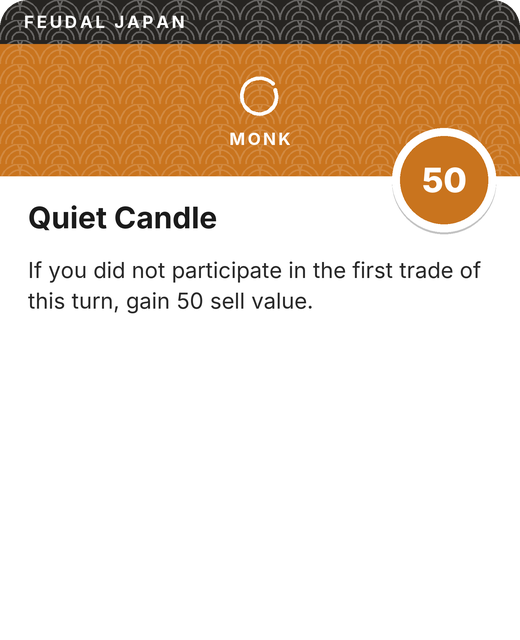 FEUDAL JAPAN
MONK
50
Quiet Candle
If you did not participate in the first trade of
this turn, gain 50 sell value.